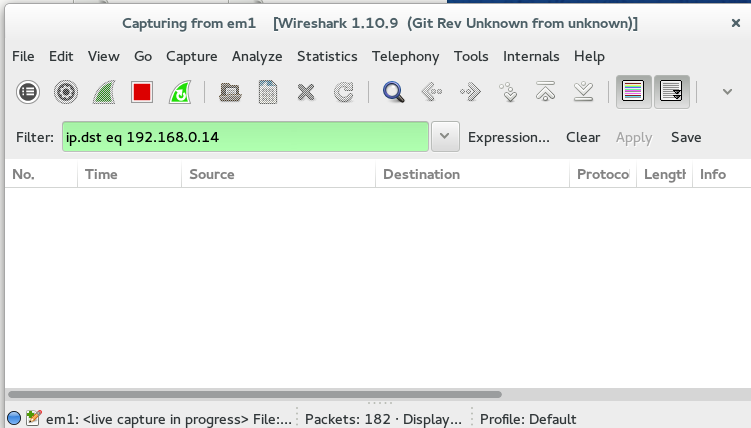 Capturing from em1 [Wireshark 1.10.9 (Git Rev Unknown from unknown)]
File Edit View Go Capture Analyze Statistics Telephony Tools Internals Help
Filter: ip.dst eq 192.168.0.14 Expression... Clear Apply Save
No. Time Source Destination Protoco Length Info
em1: <live capture in progress> File:... Packets: 182 · Display... Profile: Default